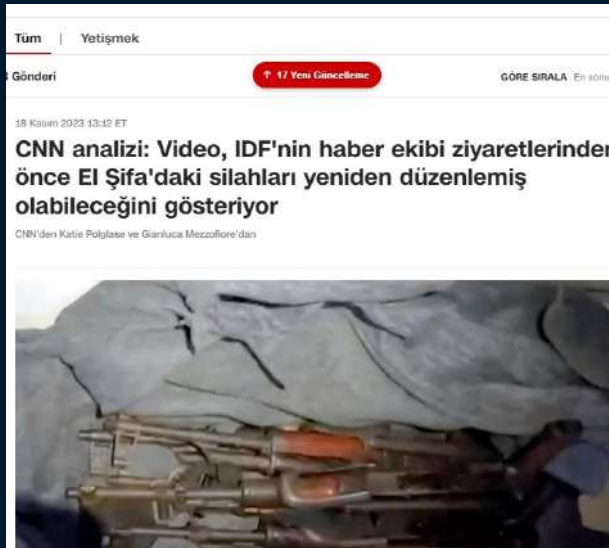 Tüm | Yetişmek
Gönderi
↑ 17 Yeni Güncelleme
GÖRE SIRALA En sonu
18 Kasım 2023 13:12 ET
CNN analizi: Video, IDF'nin haber ekibi ziyaretlerinden
önce El Şifa'daki silahları yeniden düzenlemiş
olabileceğini gösteriyor
CNN'den Katie Polglase ve Gianluca Mezzofiore'dan